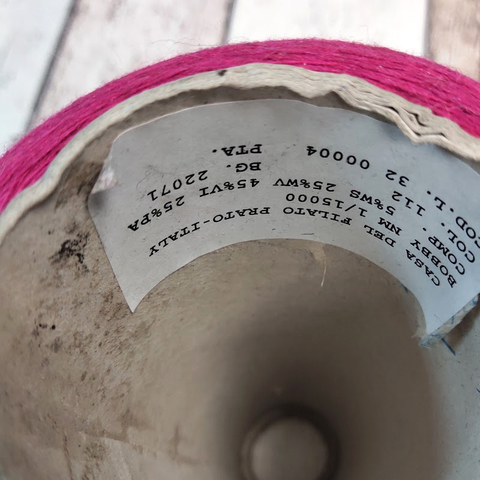 CASA DEL FILATO PRATO-ITALY
BOBBY NM 1/15000
COMP. 5%WS 25%WV 45%VI 25%PA
COL. 112 BG. 22071
COD.L. 32 00004 PTA.